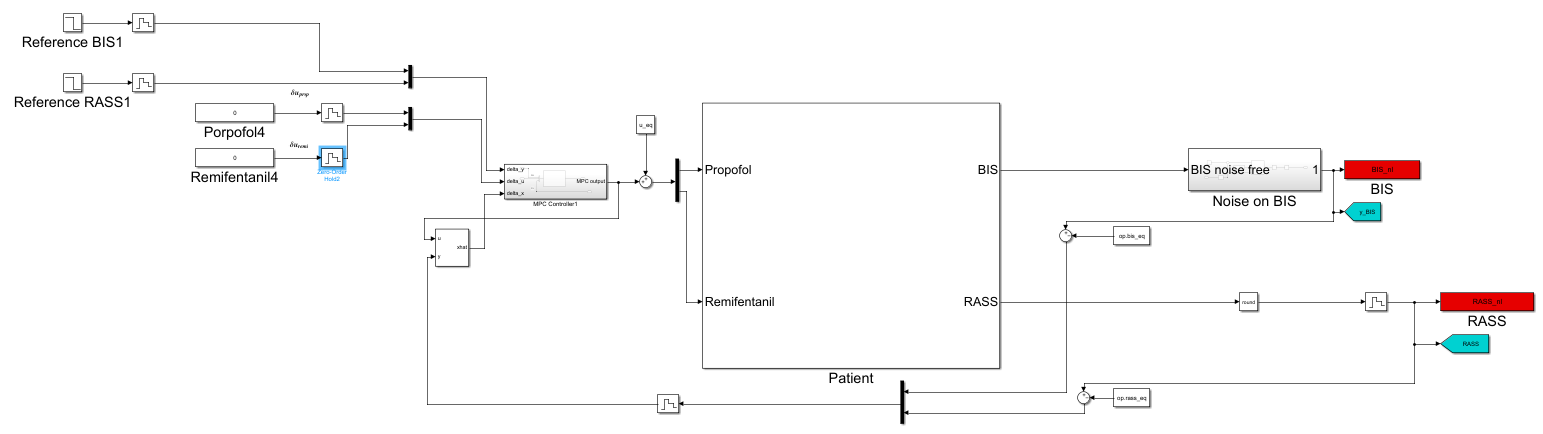 Reference BIS1
Reference RASS1
δu_prop
0
Porpofol4
δu_remi
0
Remifentanil4
Zero-Order
Hold2
delta_y
delta_u
delta_x
MPC output
MPC Controller1
u
y
xhat
u_eq
Propofol
Remifentanil
BIS
RASS
Patient
BIS noise free
1
Noise on BIS
BIS_nl
BIS
y_BIS
op.bis_eq
round
RASS_nl
RASS
RASS
op.rass_eq